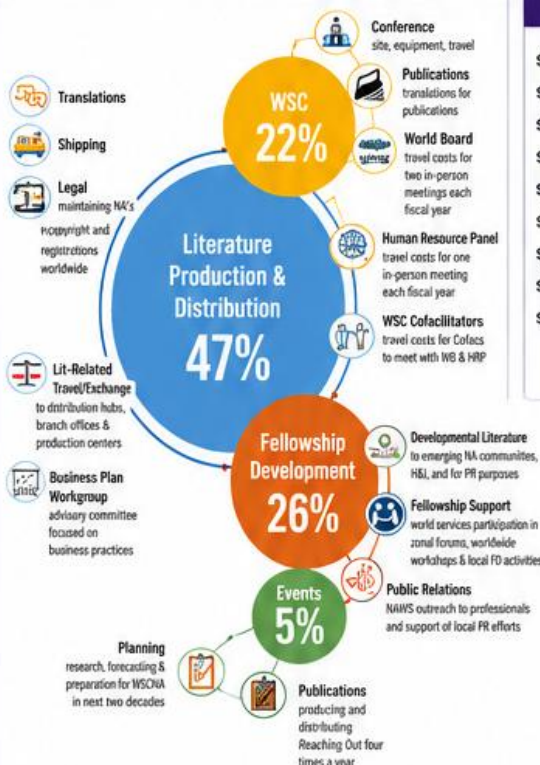 Conference
site, equipment, travel
Publications
translations for
publications
World Board
travel costs for
two in-person
meetings each
fiscal year
Human Resource Panel
travel costs for one
in-person meeting
each fiscal year
WSC Cofacilitators
travel costs for Cofacs
to meet with WB & HRP
WSC
22%
Translations
Shipping
Legal
maintaining NA's
copyright and
registrations
worldwide
Literature
Production &
Distribution
47%
Lit-Related
Travel/Exchange
to distribution hubs,
branch offices &
production centers
Business Plan
Workgroup
advisory committee
focused on
business practices
Fellowship
Development
26%
Developmental Literature
to emerging NA communities,
H&I, and for PR purposes
Fellowship Support
world services participation in
zonal forums, worldwide
workshops & local FD activities
Public Relations
NAWS outreach to professionals
and support of local PR efforts
Events
5%
Planning
research, forecasting &
preparation for WSCNA
in next two decades
Publications
producing and
distributing
Reaching Out four
times a year
$
$
$
$
$
$
$
$
$